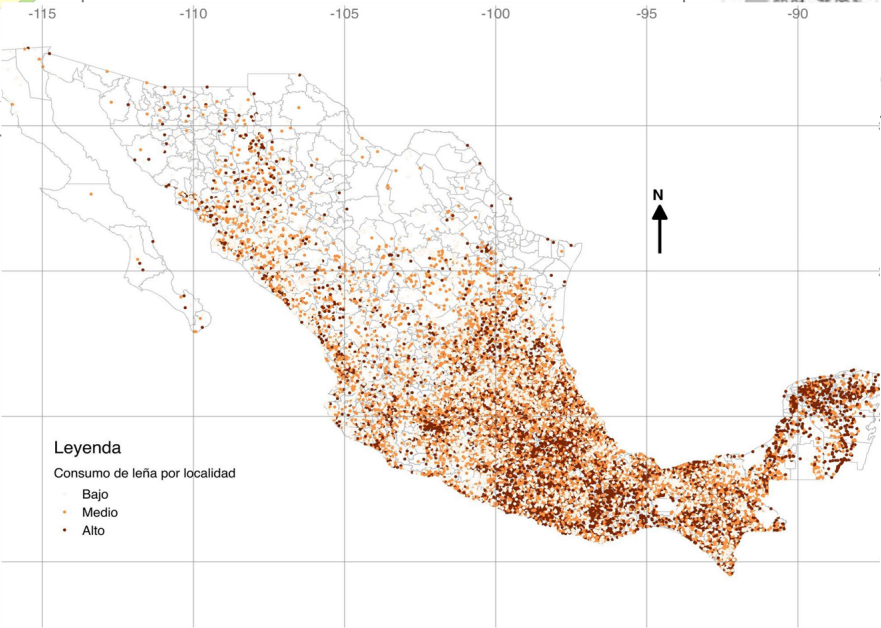 -115 -110 -105 -100 -95 -90
N
Leyenda
Consumo de leña por localidad
Bajo
Medio
Alto